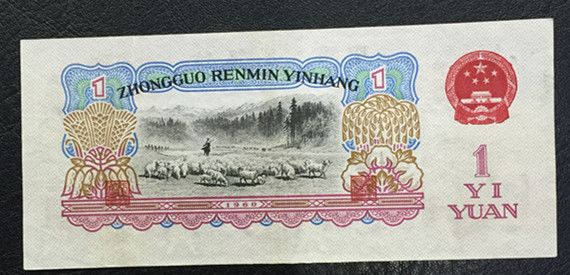 ZHONGGUO RENMIN YINHANG
1
1
1960
1
YI
YUAN